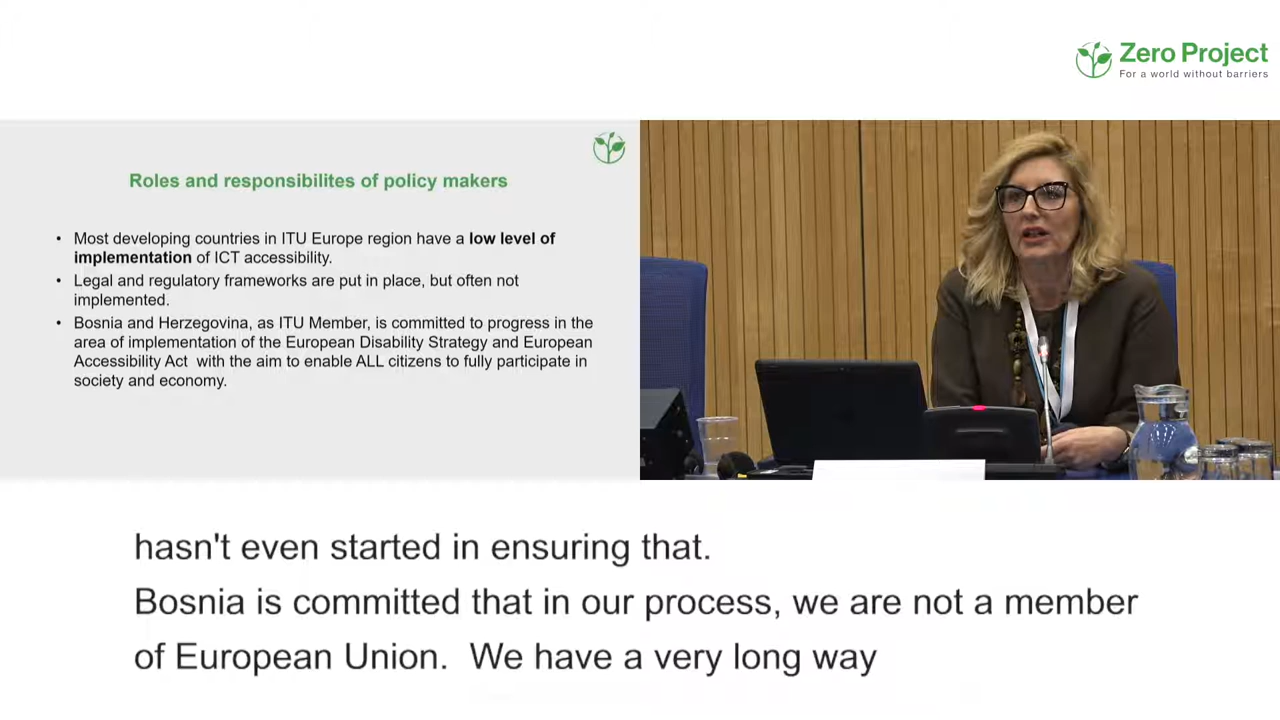 Zero Project
For a world without barriers
Roles and responsibilites of policy makers
• Most developing countries in ITU Europe region have a low level of
implementation of ICT accessibility.
• Legal and regulatory frameworks are put in place, but often not
implemented.
• Bosnia and Herzegovina, as ITU Member, is committed to progress in the
area of implementation of the European Disability Strategy and European
Accessibility Act with the aim to enable ALL citizens to fully participate in
society and economy.
hasn't even started in ensuring that.
Bosnia is committed that in our process, we are not a member
of European Union. We have a very long way